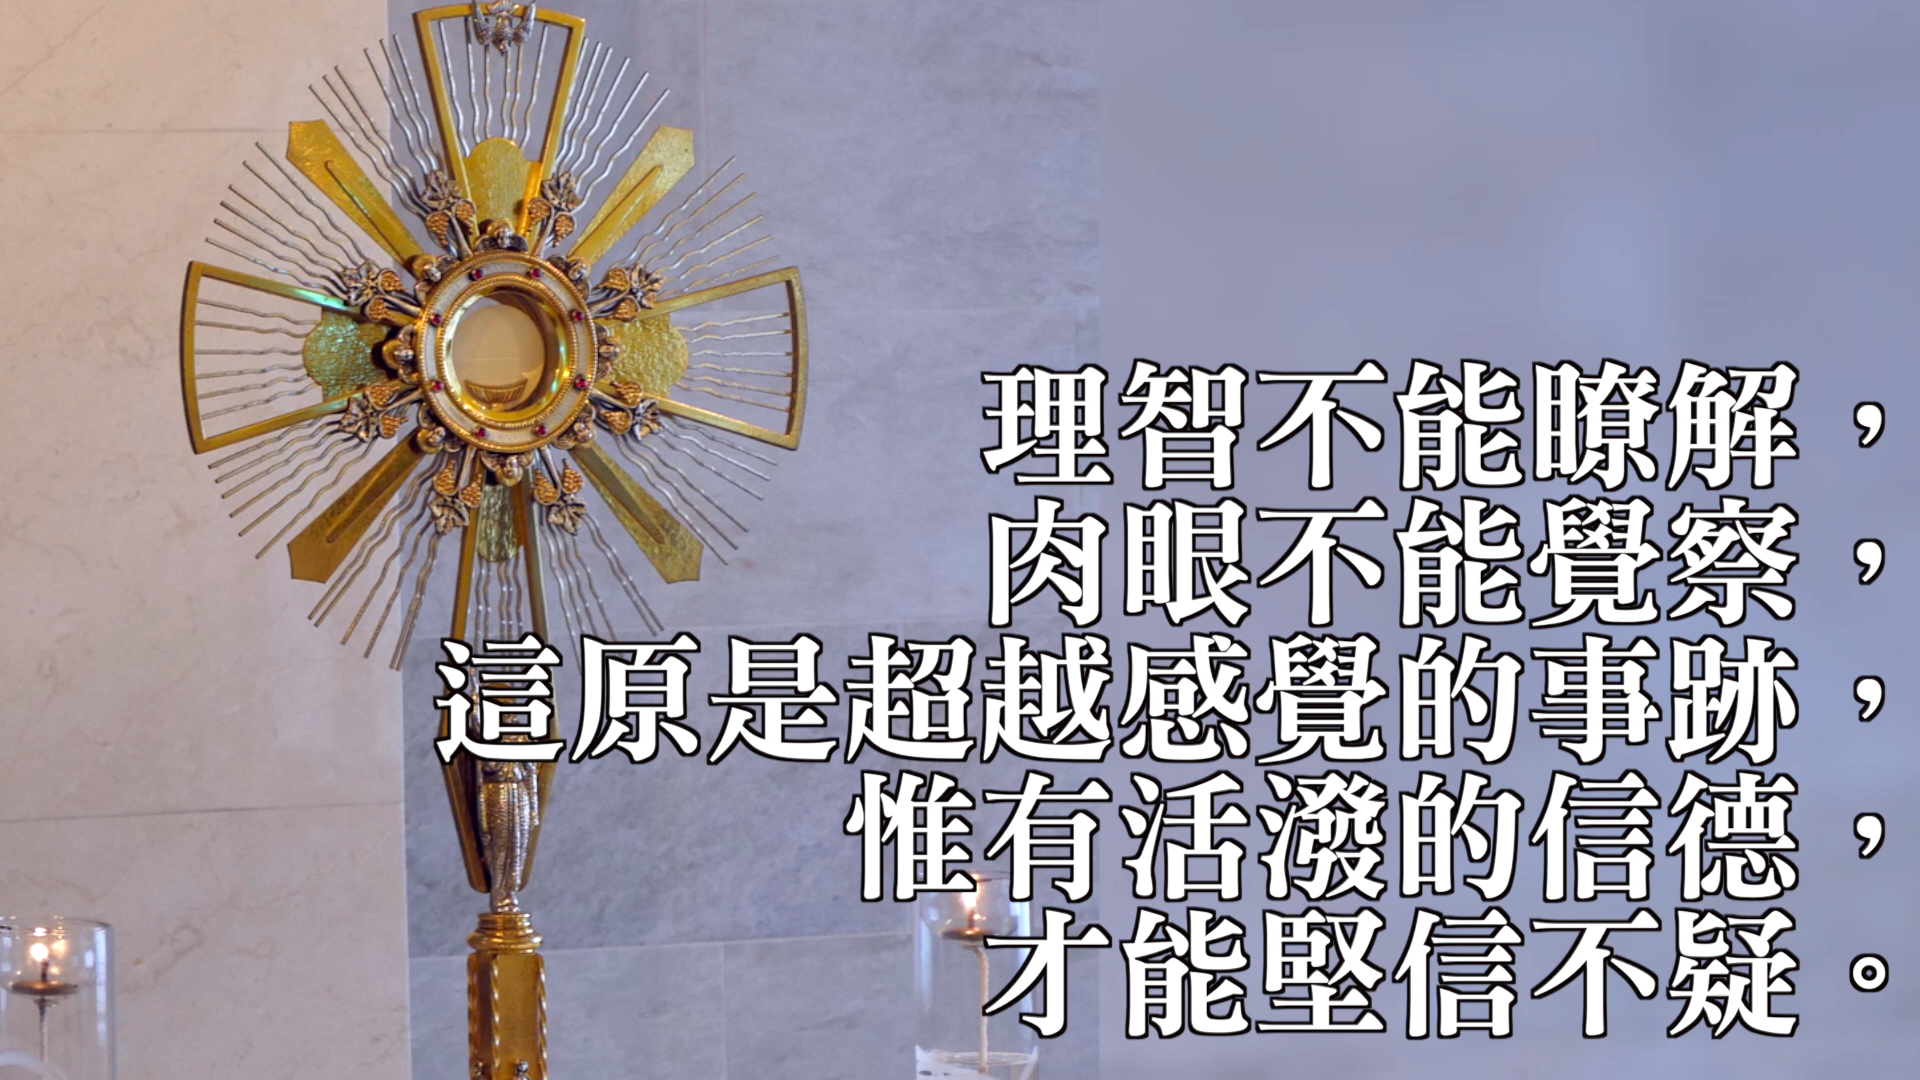 理智不能瞭解，
肉眼不能覺察，
這原是超越感覺的事跡，
惟有活潑的信德，
才能堅信不疑。